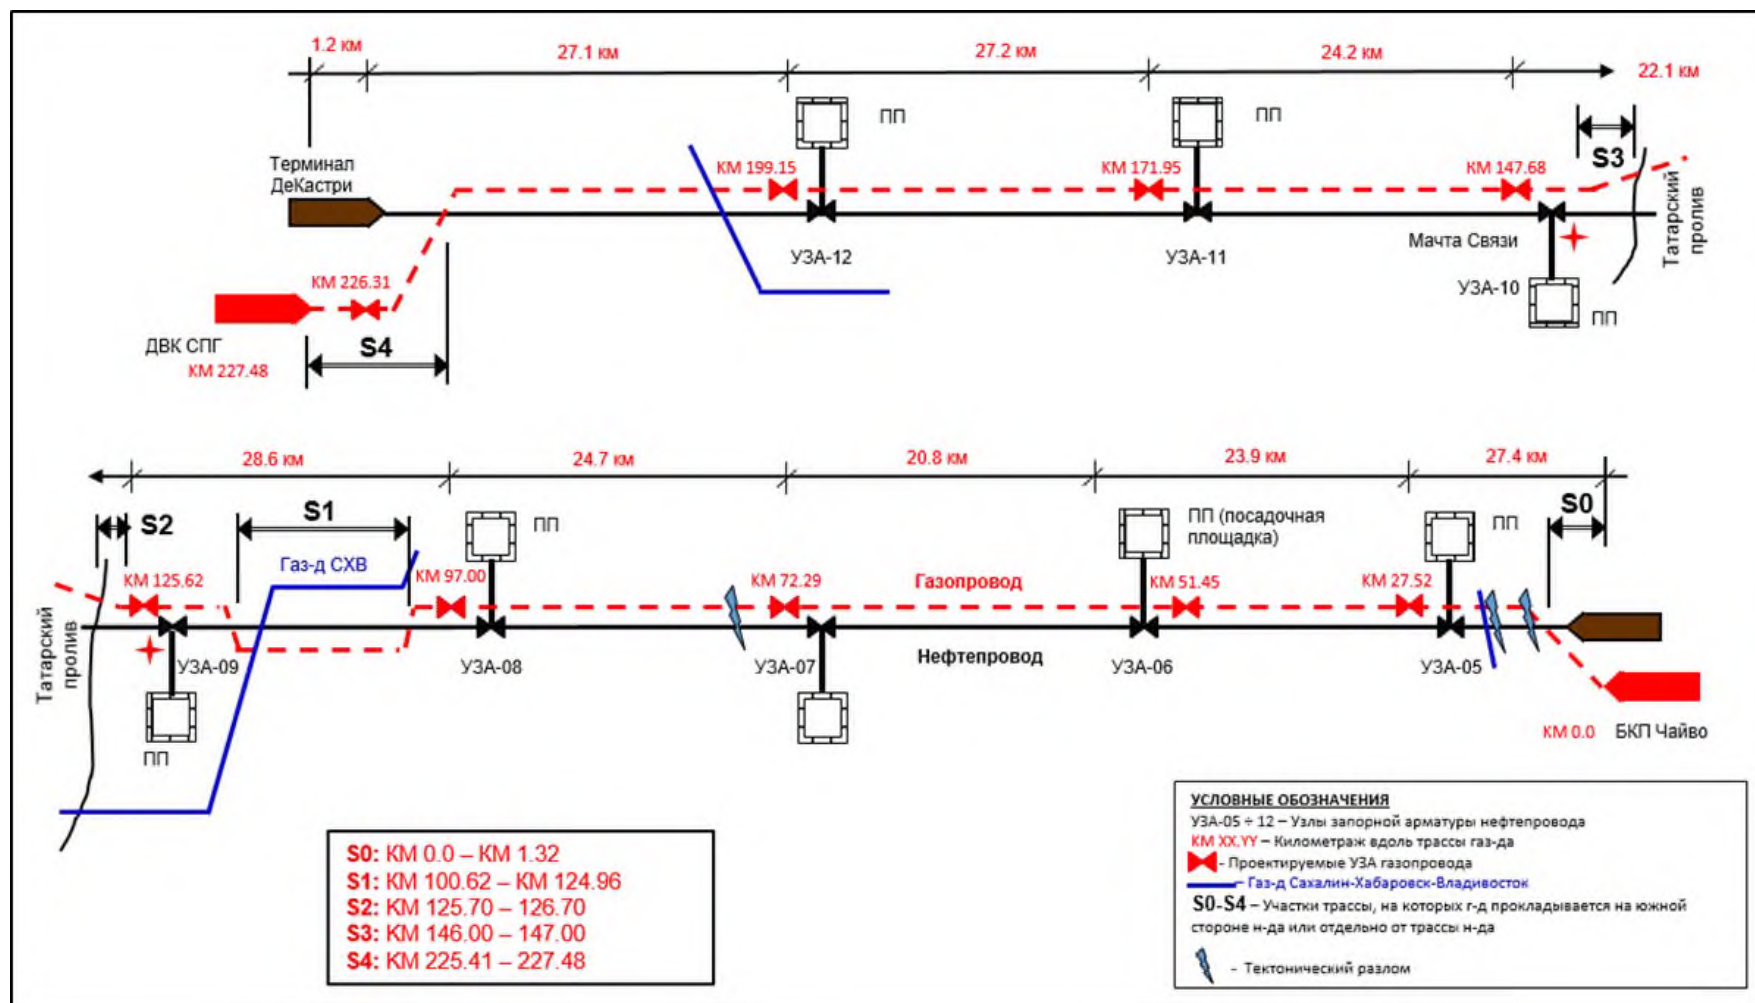 1.2 км
27.1 км
27.2 км
24.2 км
22.1 км
ПП
ПП
S3
Терминал
ДеКастри
КМ 199.15
КМ 171.95
КМ 147.68
Татарский
пролив
УЗА-12
УЗА-11
Мачта Связи
УЗА-10
ПП
КМ 226.31
ДВК СПГ
КМ 227.48
S4
28.6 км
24.7 км
20.8 км
23.9 км
27.4 км
S2
S1
S0
ПП
ПП (посадочная
площадка)
ПП
Газ-д СХВ
КМ 125.62
КМ 97.00
КМ 72.29
Газопровод
КМ 51.45
КМ 27.52
Татарский
пролив
УЗА-09
УЗА-08
УЗА-07
Нефтепровод
УЗА-06
УЗА-05
ПП
КМ 0.0
БКП Чайво
S0: КМ 0.0 – КМ 1.32
S1: КМ 100.62 – КМ 124.96
S2: КМ 125.70 – 126.70
S3: КМ 146.00 – 147.00
S4: КМ 225.41 – 227.48
УСЛОВНЫЕ ОБОЗНАЧЕНИЯ
УЗА-05 ÷ 12 – Узлы запорной арматуры нефтепровода
КМ XX.YY – Километраж вдоль трассы газ-да
- Проектируемые УЗА газопровода
– Газ-д Сахалин-Хабаровск-Владивосток
S0-S4 – Участки трассы, на которых г-д прокладывается на южной
стороне н-да или отдельно от трассы н-да
- Тектонический разлом